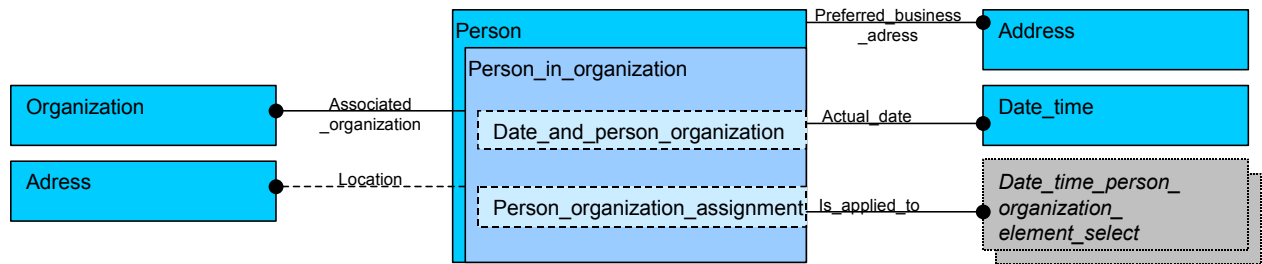 Person
Preferred_business
_adress
Address
Person_in_organization
Organization
Associated
_organization
Date_and_person_organization
Actual_date
Date_time
Adress
Location
Person_organization_assignment
Is_applied_to
Date_time_person_
organization_
element_select